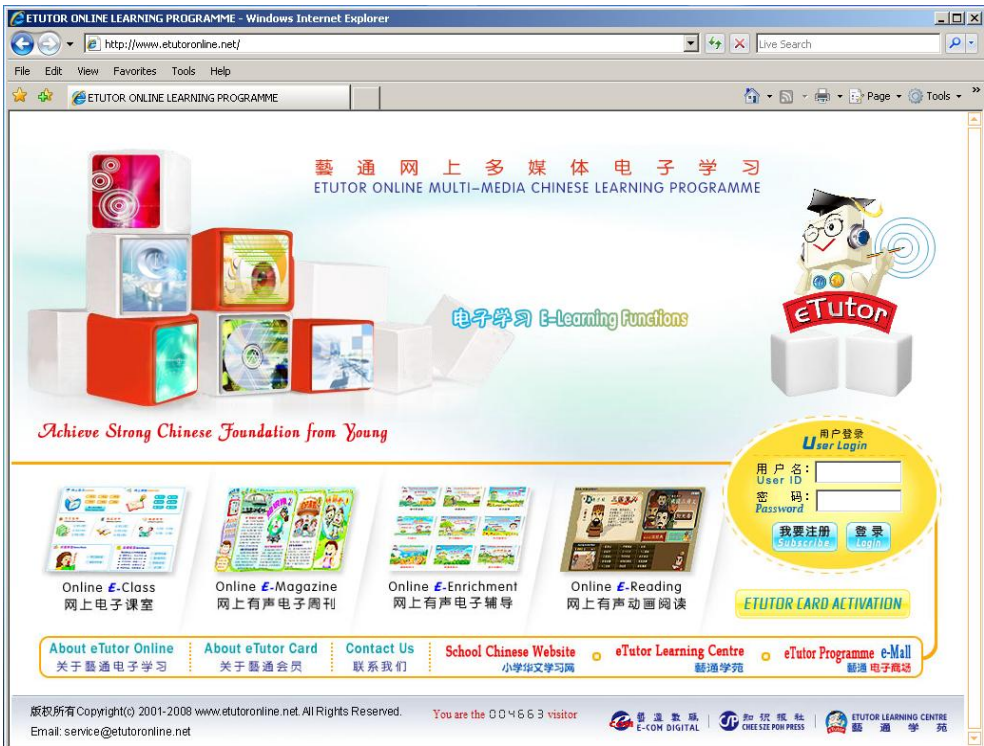 ETUTOR ONLINE LEARNING PROGRAMME - Windows Internet Explorer
http://www.etutoronline.net/
Live Search
File Edit View Favorites Tools Help
ETUTOR ONLINE LEARNING PROGRAMME
Page
Tools
藝通网上多媒体电子学习
ETUTOR ONLINE MULTI-MEDIA CHINESE LEARNING PROGRAMME
电子学习 E-Learning Functions
eTutor
Achieve Strong Chinese Foundation from Young
用户登录
User Login
用户名:
User ID
密码:
Password
我要注册
Subscribe
登录
Login
Online E-Class
网上电子课室
Online E-Magazine
网上有声电子周刊
Online E-Enrichment
网上有声电子辅导
Online E-Reading
网上有声动画阅读
ETUTOR CARD ACTIVATION
About eTutor Online
关于藝通电子学习
About eTutor Card
关于藝通会员
Contact Us
联系我们
School Chinese Website
小学华文学习网
eTutor Learning Centre
藝通学苑
eTutor Programme e-Mall
藝通 电子商场
版权所有Copyright(c) 2001-2008 www.etutoronline.net. All Rights Reserved.
Email: service@etutoronline.net
You are the 004663 visitor
E-COM DIGITAL
CHEE SZE POH PRESS
ETUTOR LEARNING CENTRE
藝通学苑